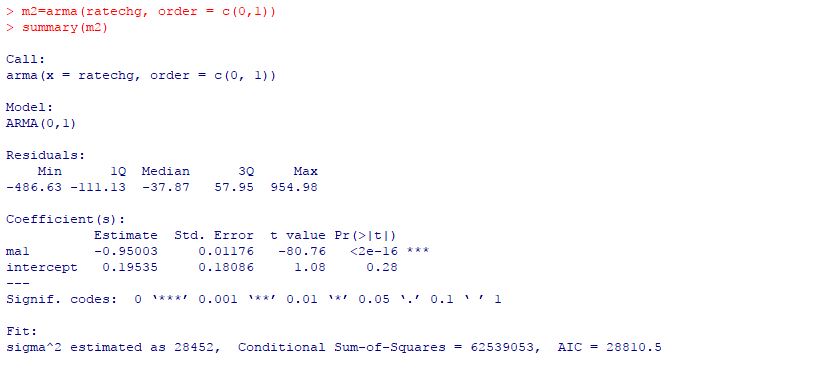 > m2=arma(ratechg, order = c(0,1))
> summary(m2)
Call:
arma(x = ratechg, order = c(0, 1))
Model:
ARMA(0,1)
Residuals:
Min 1Q Median 3Q Max
-486.63 -111.13 -37.87 57.95 954.98
Coefficient(s):
Estimate Std. Error t value Pr(>|t|)
ma1 -0.95003 0.01176 -80.76 <2e-16 ***
intercept 0.19535 0.18086 1.08 0.28
---
Signif. codes: 0 ‘***’ 0.001 ‘**’ 0.01 ‘*’ 0.05 ‘.’ 0.1 ‘ ’ 1
Fit:
sigma^2 estimated as 28452, Conditional Sum-of-Squares = 62539053, AIC = 28810.5